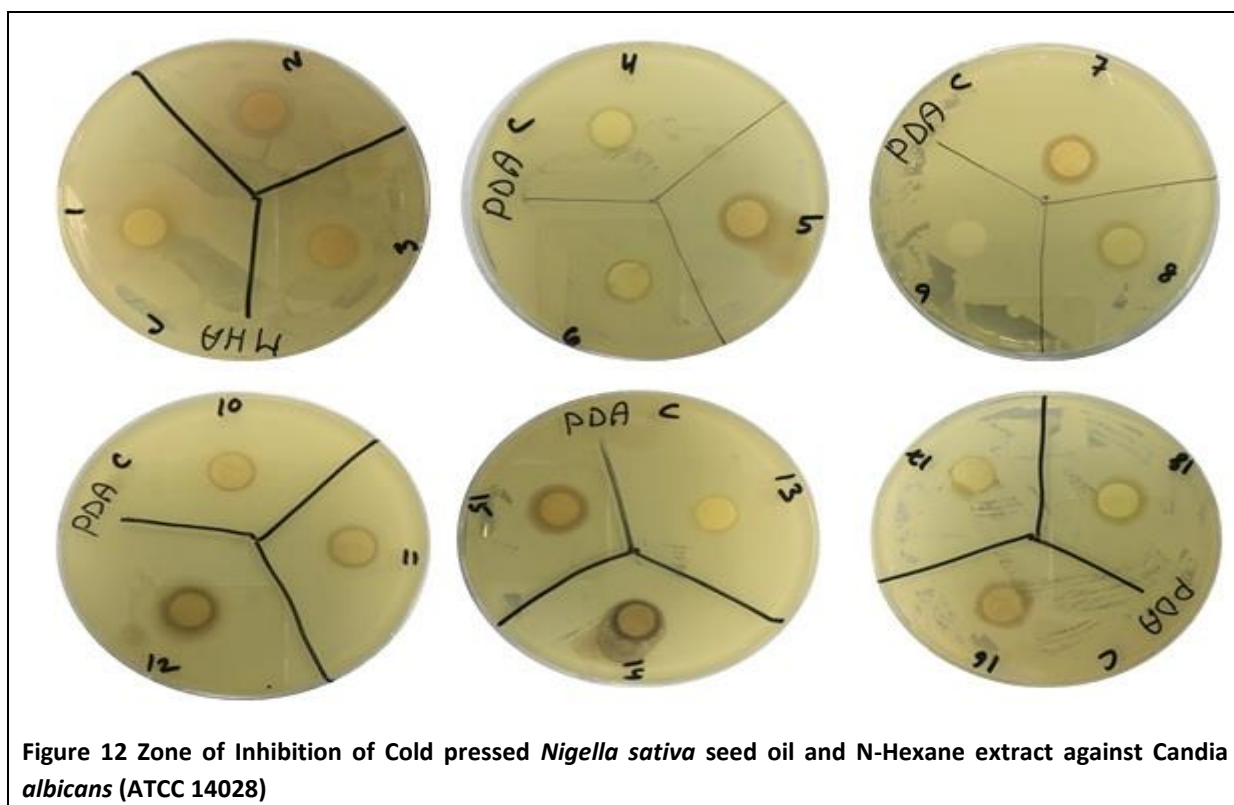 2
1
3
C
MHA
4
PDA C
5
6
7
PDA C
8
9
10
PDA C
11
12
PDA C
15
13
14
17
18
PDA C
16
Figure 12 Zone of Inhibition of Cold pressed Nigella sativa seed oil and N-Hexane extract against Candia
albicans (ATCC 14028)